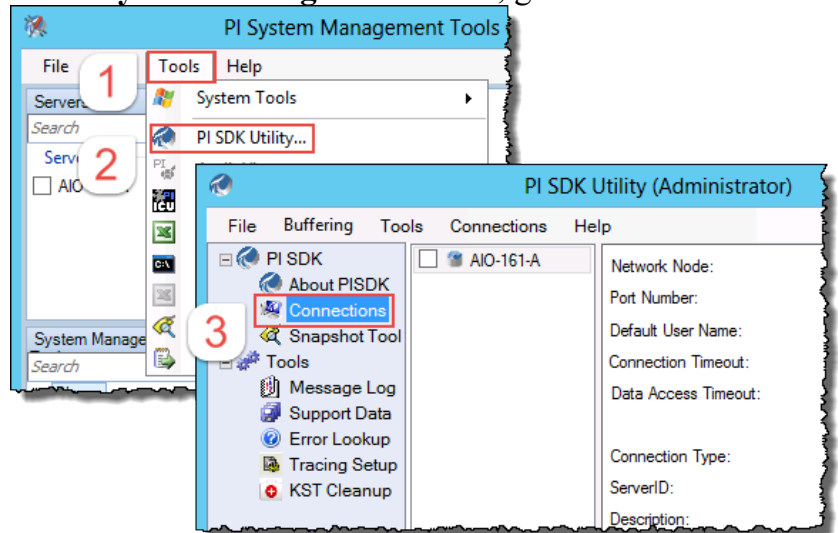 PI System Management Tools
File
1
Tools
Help
Servers
System Tools
Search
2
PI SDK Utility...
AIO
PI SDK Utility (Administrator)
File Buffering Tools Connections Help
PI SDK
AIO-161-A
About PISDK
3
Connections
Snapshot Tool
Tools
Message Log
Support Data
Error Lookup
Tracing Setup
KST Cleanup
Network Node:
Port Number:
Default User Name:
Connection Timeout:
Data Access Timeout:
Connection Type:
ServerID:
Description:
System Manage
Search